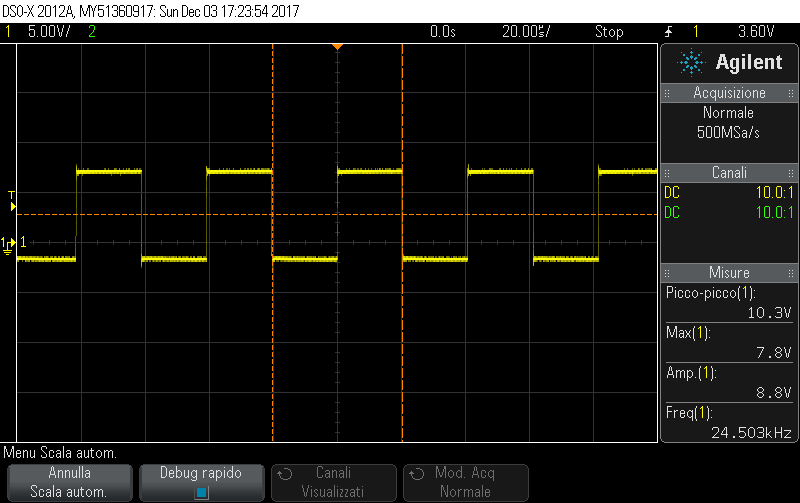 DSO-X 2012A, MY51360917: Sun Dec 03 17:23:54 2017
1 5.00V/ 2 0.0s 20.00us/ Stop 1 3.60V
Agilent
Acquisizione
Normale
500MSa/s
Canali
DC 10.0:1
DC 10.0:1
Misure
Picco-picco(1):
10.3V
Max(1):
7.8V
Amp.(1):
8.8V
Freq(1):
24.503kHz
T
1 1
Menu Scala autom.
Annulla
Scala autom.
Debug rapido
Canali
Visualizzati
Mod. Acq
Normale